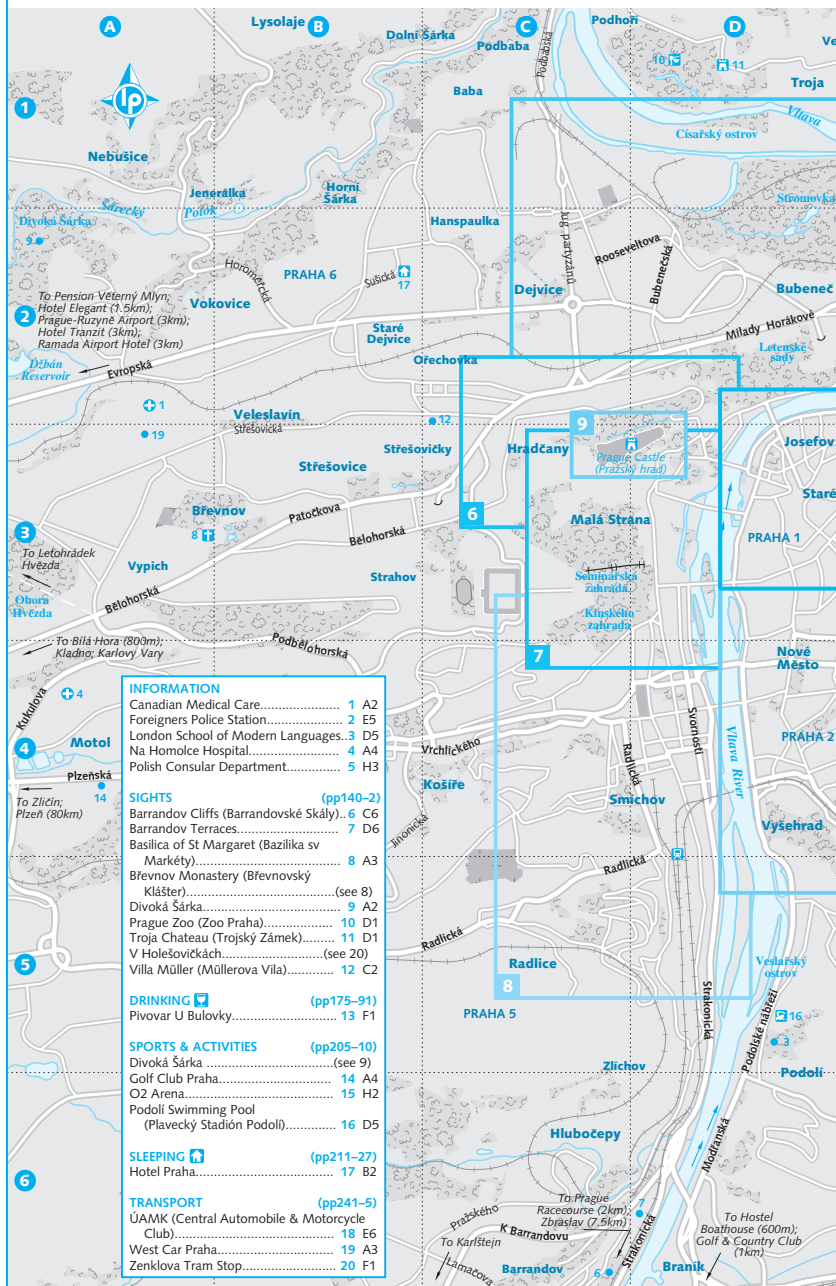 A
B
C
D
1
2
3
4
5
6
lp
Lysolaje
Dolní Šárka
Podbaba
Podbabská
Podhoří
10
11
Troja
Baba
Vltava
Císařský ostrov
Nebušice
Jenerálka
Horní
Šárka
Šárecký
Potok
Divoká Šárka
9
Hanspaulka
Jug. partyzánů
Rooseveltova
Stromovka
PRAHA 6
Sušická
17
Horoměřická
Vokovice
Dejvice
Bubenečská
Bubeneč
To Pension Větrný Mlýn;
Hotel Elegant (1.5km);
Prague-Ruzyně Airport (3km);
Hotel Tranzit (3km);
Ramada Airport Hotel (3km)
Staré
Dejvice
Milady Horákové
Letenské
sady
Džbán
Reservoir
Evropská
Ořechovka
1
Veleslavín
Střešovická
12
19
9
Střešovičky
Hradčany
Prague Castle
(Pražský hrad)
Josefov
Střešovice
Staré
Břevnov
Patočkova
6
Malá Strana
8
Bělohorská
PRAHA 1
To Letohrádek
Hvězda
Vypich
Strahov
Seminářská
zahrada
Obora
Hvězda
Bělohorská
Kinského
zahrada
To Bílá Hora (800m);
Kladno; Karlovy Vary
Podbělohorská
7
Nové
Město
Kukulova
4
Motol
Vrchlického
Svornosti
Vltava River
PRAHA 2
Plzeňská
14
Košíře
Radlická
To Zličín;
Plzeň (80km)
Smíchov
Vyšehrad
Jinonická
Radlická
Radlická
Radlice
8
Veslařský
ostrov
Strakonická
PRAHA 5
16
3
Podolské nábřeží
Podolí
Zlíchov
Hlubočepy
Modřanská
To Prague
Racecourse (2km);
Zbraslav (7.5km)
7
Pražského
K Barrandovu
Strakonická
To Hostel
Boathouse (600m);
Golf & Country Club
(1km)
To Karlštejn
Lamačova
Barrandov
6
Braník
INFORMATION
Canadian Medical Care..................... 1 A2
Foreigners Police Station................. 2 E5
London School of Modern Languages..3 D5
Na Homolce Hospital...................... 4 A4
Polish Consular Department............. 5 H3
SIGHTS (pp140–2)
Barrandov Cliffs (Barrandovské Skály)..6 C6
Barrandov Terraces........................ 7 D6
Basilica of St Margaret (Bazilika sv
Markéty)................................. 8 A3
Břevnov Monastery (Břevnovský
Klášter)................................(see 8)
Divoká Šárka................................ 9 A2
Prague Zoo (Zoo Praha)................ 10 D1
Troja Chateau (Trojský Zámek)....... 11 D1
V Holešovičkách........................(see 20)
Villa Müller (Müllerova Vila)............ 12 C2
DRINKING (pp175–91)
Pivovar U Bulovky......................... 13 F1
SPORTS & ACTIVITIES (pp205–10)
Divoká Šárka .............................(see 9)
Golf Club Praha............................ 14 A4
O2 Arena.................................... 15 H2
Podolí Swimming Pool
(Plavecký Stadión Podolí)............. 16 D5
SLEEPING (pp211–27)
Hotel Praha.................................. 17 B2
TRANSPORT (pp241–5)
ÚAMK (Central Automobile & Motorcycle
Club).................................... 18 E6
West Car Praha............................. 19 A3
Zenklova Tram Stop....................... 20 F1